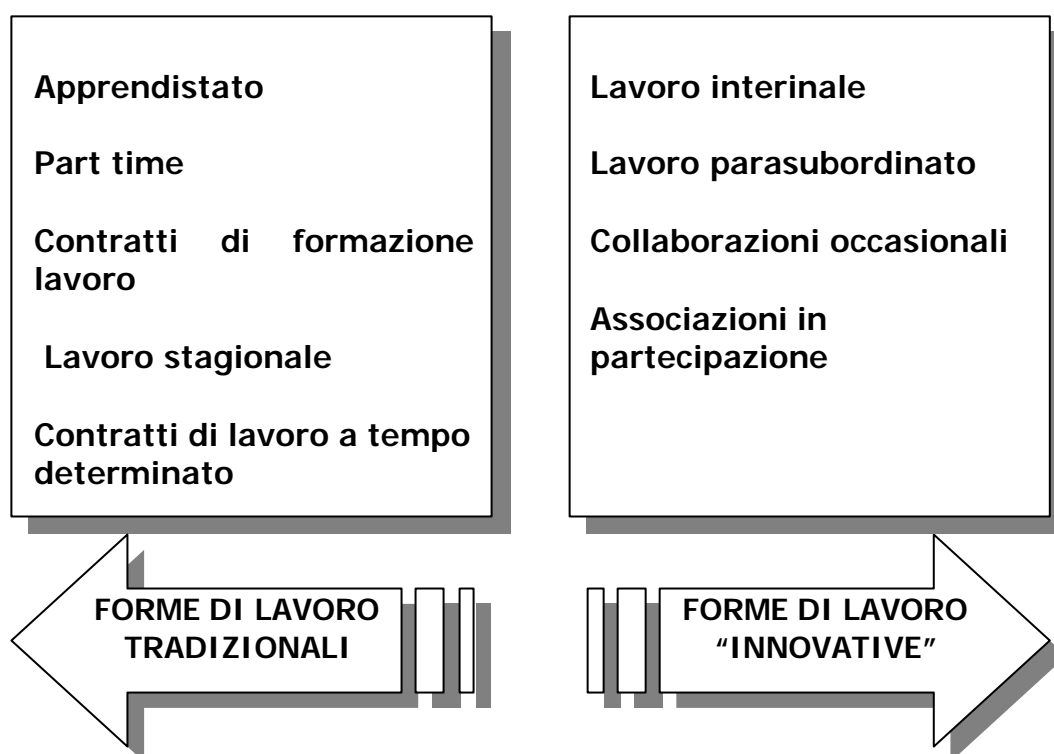 Apprendistato
Part time
Contratti di formazione
lavoro
Lavoro stagionale
Contratti di lavoro a tempo
determinato
Lavoro interinale
Lavoro parasubordinato
Collaborazioni occasionali
Associazioni in
partecipazione
FORME DI LAVORO
TRADIZIONALI
FORME DI LAVORO
“INNOVATIVE”